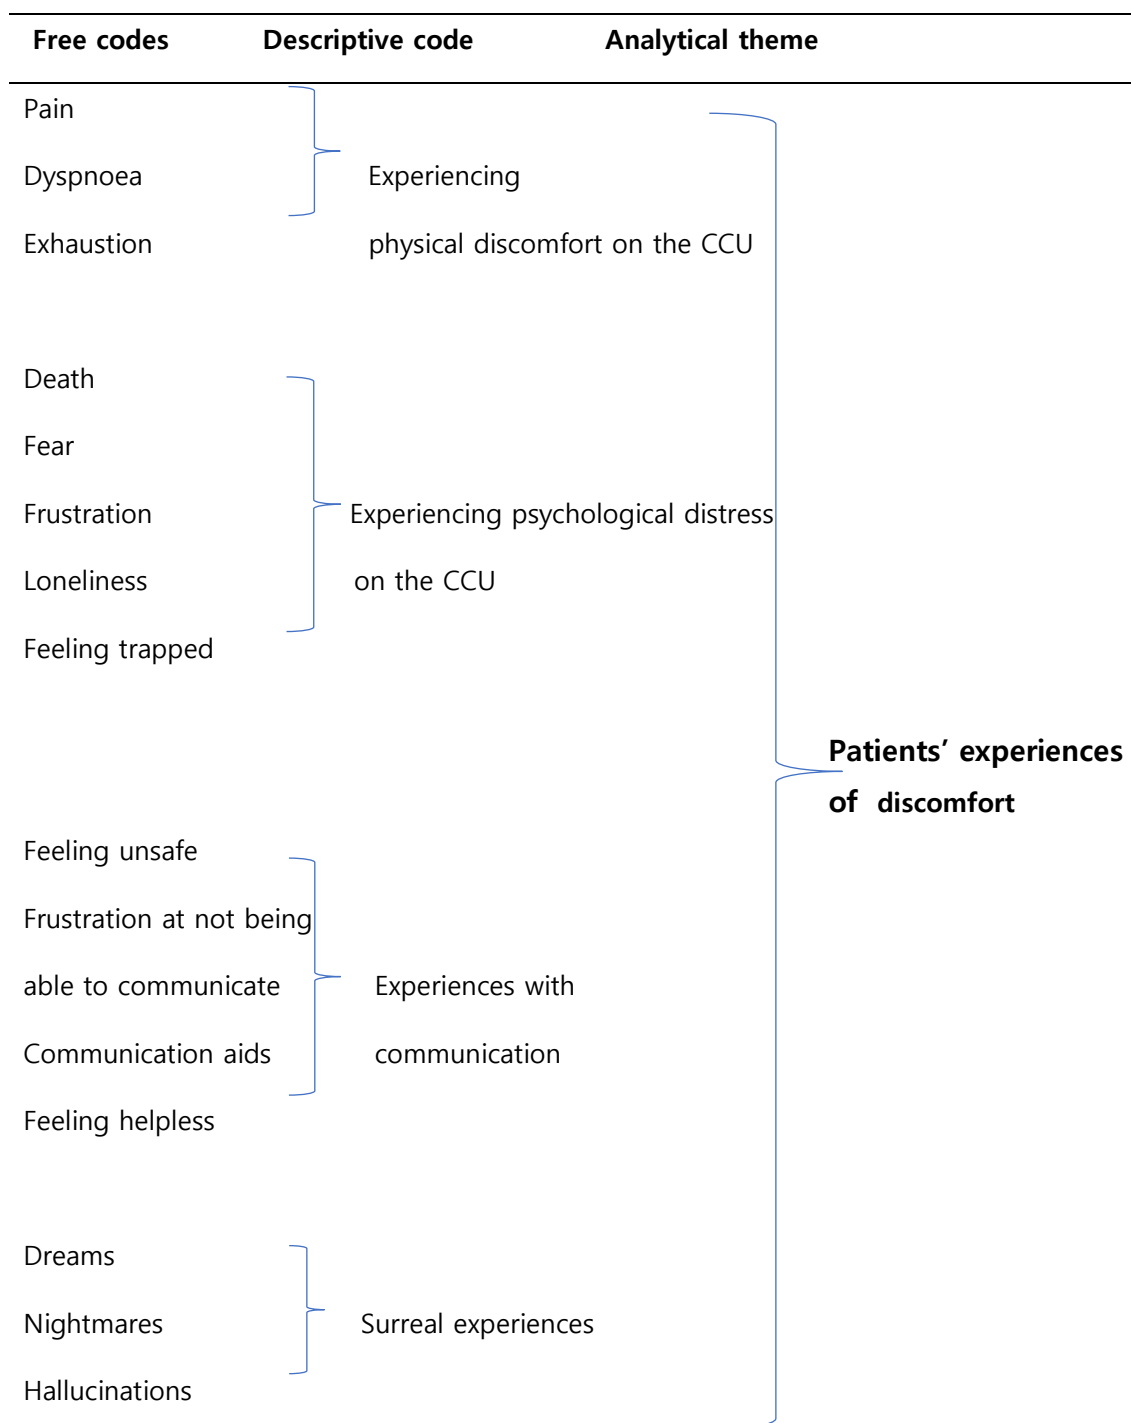 Free codes Descriptive code Analytical theme
Pain
Dyspnoea Experiencing
Exhaustion physical discomfort on the CCU
Death
Fear
Frustration Experiencing psychological distress
Loneliness on the CCU
Feeling trapped
Patients’ experiences
of discomfort
Feeling unsafe
Frustration at not being
able to communicate Experiences with
Communication aids communication
Feeling helpless
Dreams
Nightmares Surreal experiences
Hallucinations